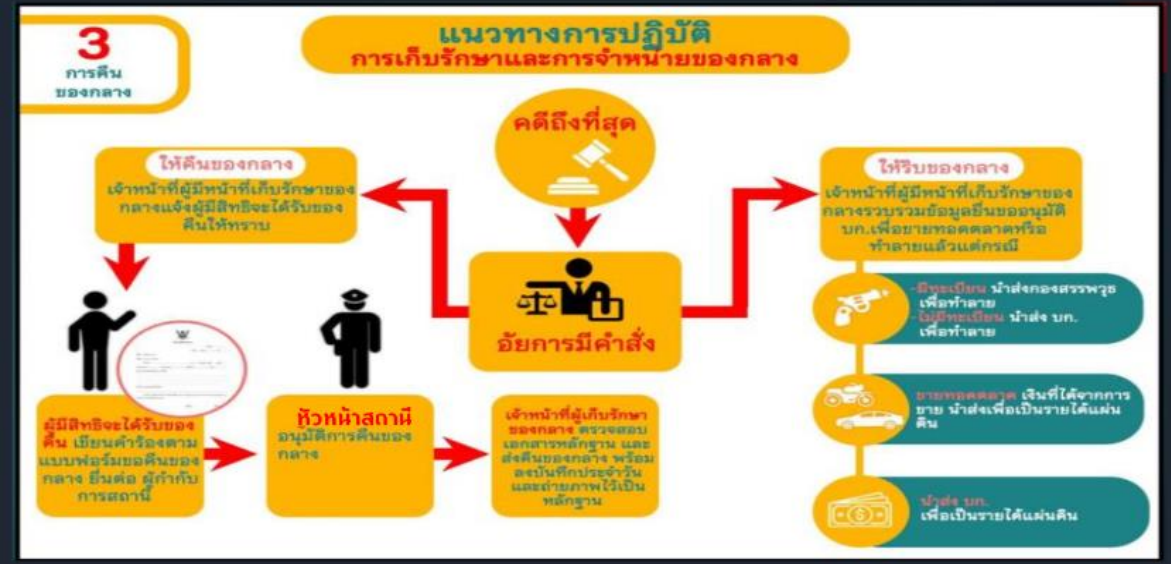 3
การคืน
ของกลาง
แนวทางการปฏิบัติ
การเก็บรักษาและการจำหน่ายของกลาง
คดีถึงที่สุด
ให้คืนของกลาง
เจ้าหน้าที่ผู้มีหน้าที่เก็บรักษาของ
กลางแจ้งผู้มีสิทธิจะได้รับของ
คืนให้ทราบ
ให้ริบของกลาง
เจ้าหน้าที่ผู้มีหน้าที่เก็บรักษาของ
กลางรวบรวมข้อมูลยื่นขออนุมัติ
บก.เพื่อขายทอดตลาดหรือ
ทำลายแล้วแต่กรณี
อัยการมีคำสั่ง
-มีทะเบียน นำส่งกองสรรพาวุธ
เพื่อทำลาย
-ไม่มีทะเบียน นำส่ง บก.
เพื่อทำลาย
ขายทอดตลาด เงินที่ได้จากการ
ขาย นำส่งเพื่อเป็นรายได้แผ่น
ดิน
นำส่ง บก.
เพื่อเป็นรายได้แผ่นดิน
ผู้มีสิทธิจะได้รับของ
คืน เขียนคำร้องตาม
แบบฟอร์มขอคืนของ
กลาง ยื่นต่อ ผู้กำกับ
การสถานี
หัวหน้าสถานี
อนุมัติการคืนของ
กลาง
เจ้าหน้าที่ผู้เก็บรักษา
ของกลาง ตรวจสอบ
เอกสารหลักฐาน และ
ส่งคืนของกลาง พร้อม
ลงบันทึกประจำวัน
และถ่ายภาพไว้เป็น
หลักฐาน